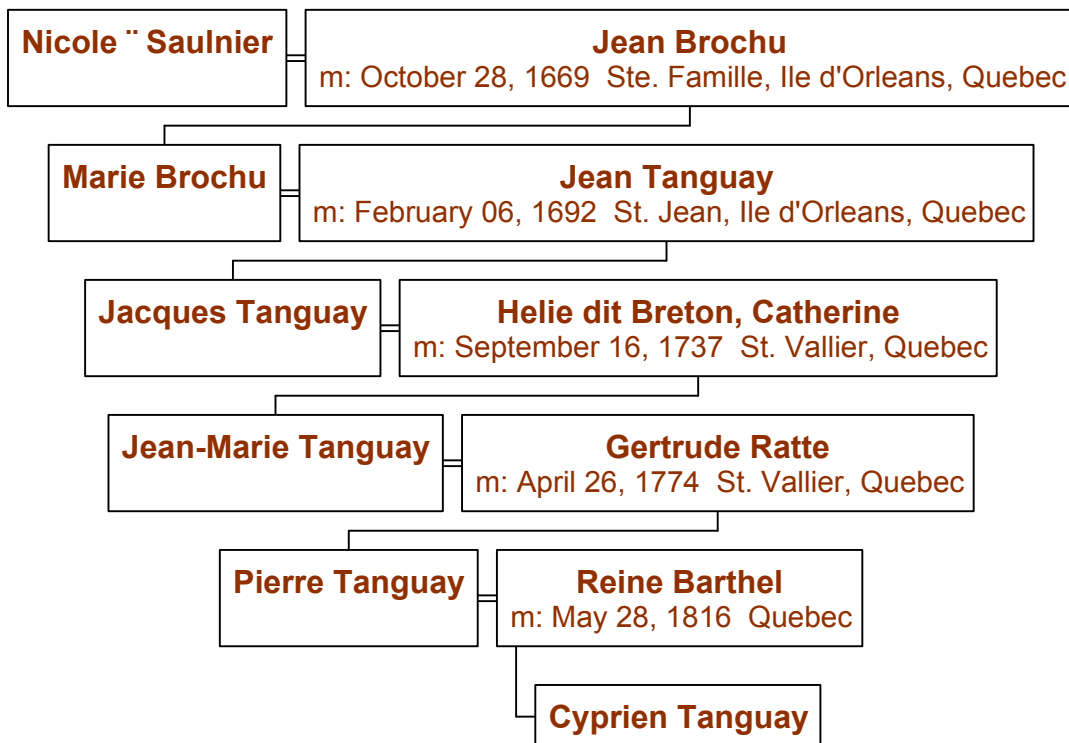 Nicole ¨ Saulnier
Jean Brochu
m: October 28, 1669 Ste. Famille, Ile d'Orleans, Quebec
Marie Brochu
Jean Tanguay
m: February 06, 1692 St. Jean, Ile d'Orleans, Quebec
Jacques Tanguay
Helie dit Breton, Catherine
m: September 16, 1737 St. Vallier, Quebec
Jean-Marie Tanguay
Gertrude Ratte
m: April 26, 1774 St. Vallier, Quebec
Pierre Tanguay
Reine Barthel
m: May 28, 1816 Quebec
Cyprien Tanguay